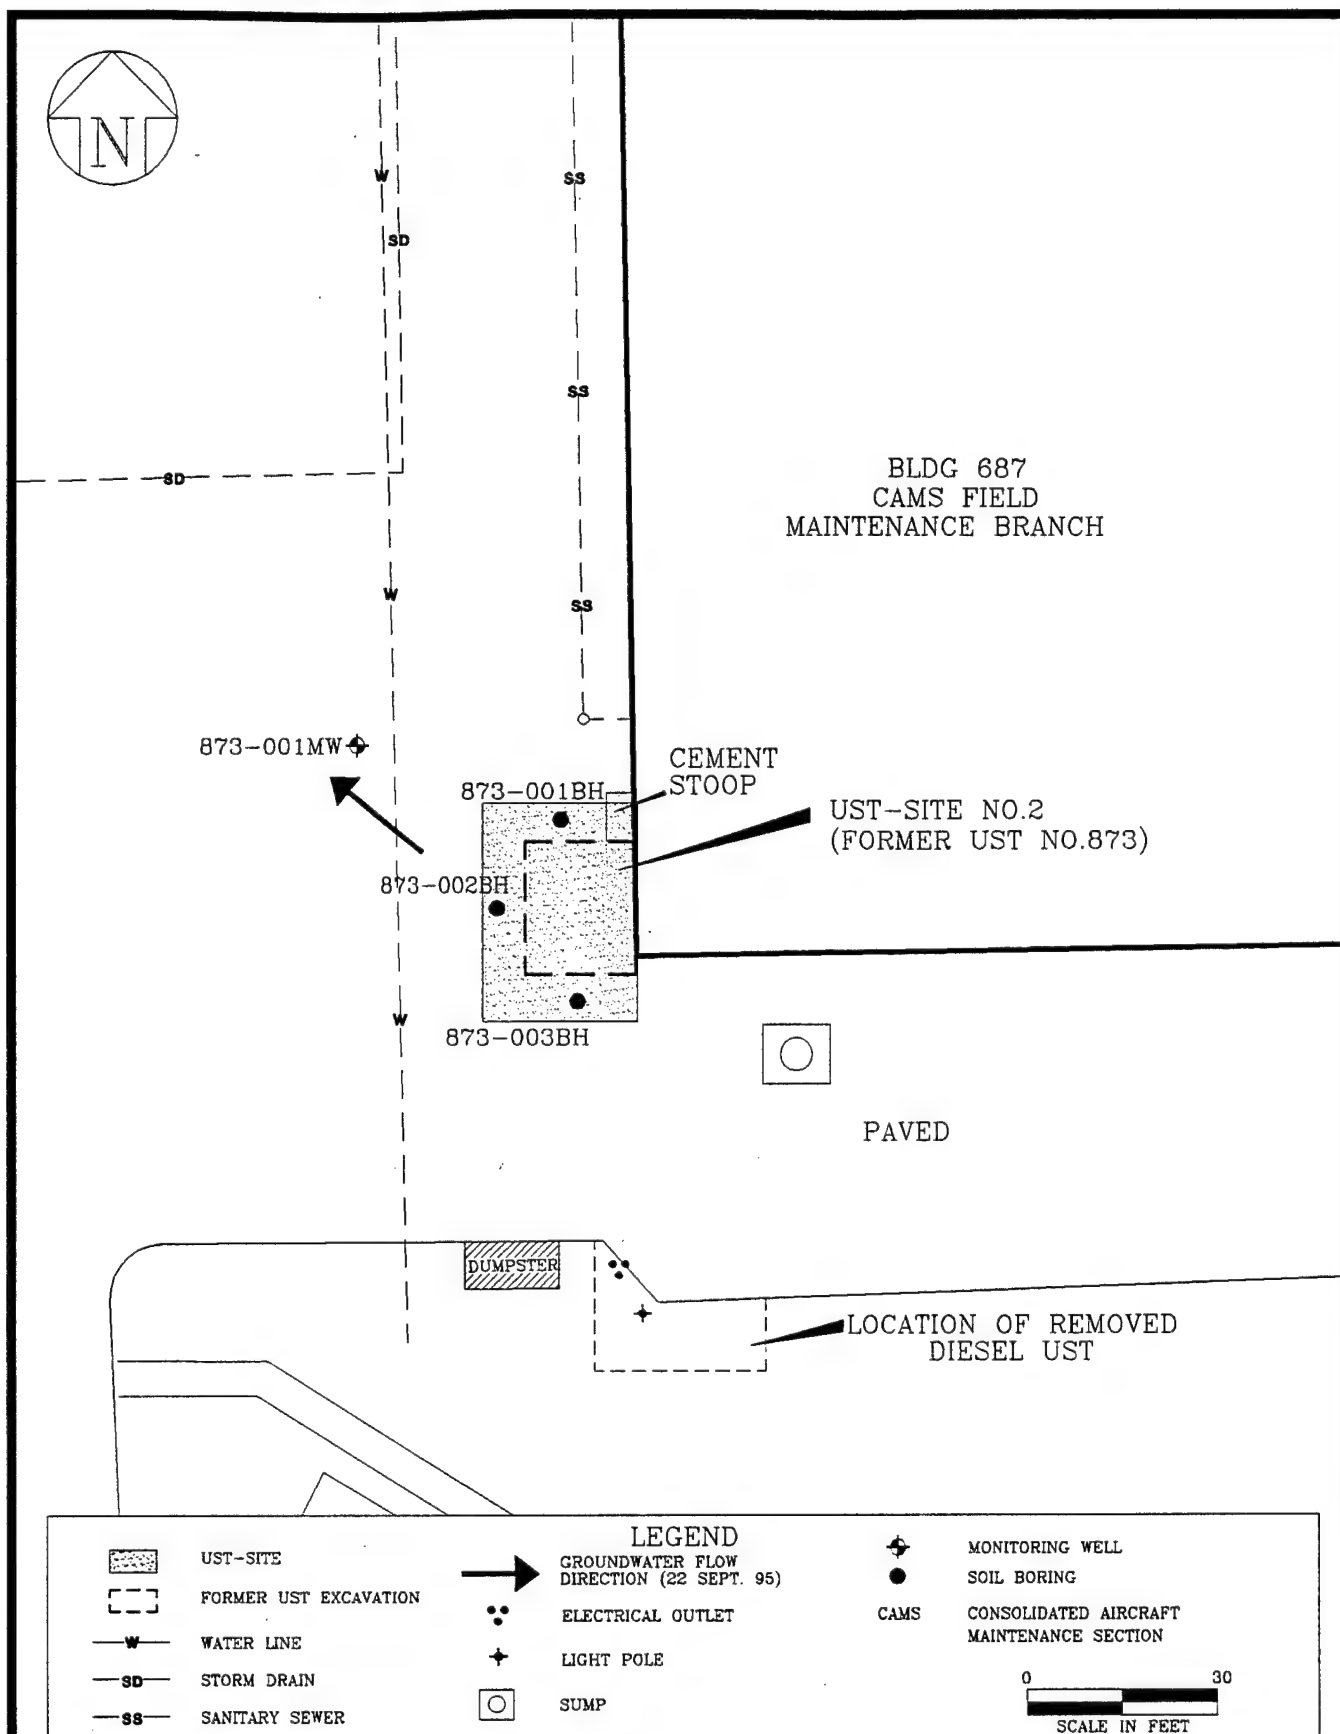 N
W
SS
SD
SS
SD
BLDG 687
CAMS FIELD
MAINTENANCE BRANCH
W
SS
873-001MW
CEMENT
STOOP
873-001BH
UST-SITE NO.2
(FORMER UST NO.873)
873-002BH
W
873-003BH
PAVED
DUMPSTER
LOCATION OF REMOVED
DIESEL UST
LEGEND
UST-SITE
FORMER UST EXCAVATION
W WATER LINE
SD STORM DRAIN
SS SANITARY SEWER
GROUNDWATER FLOW
DIRECTION (22 SEPT. 95)
ELECTRICAL OUTLET
LIGHT POLE
SUMP
MONITORING WELL
SOIL BORING
CAMS CONSOLIDATED AIRCRAFT
MAINTENANCE SECTION
0 30
SCALE IN FEET